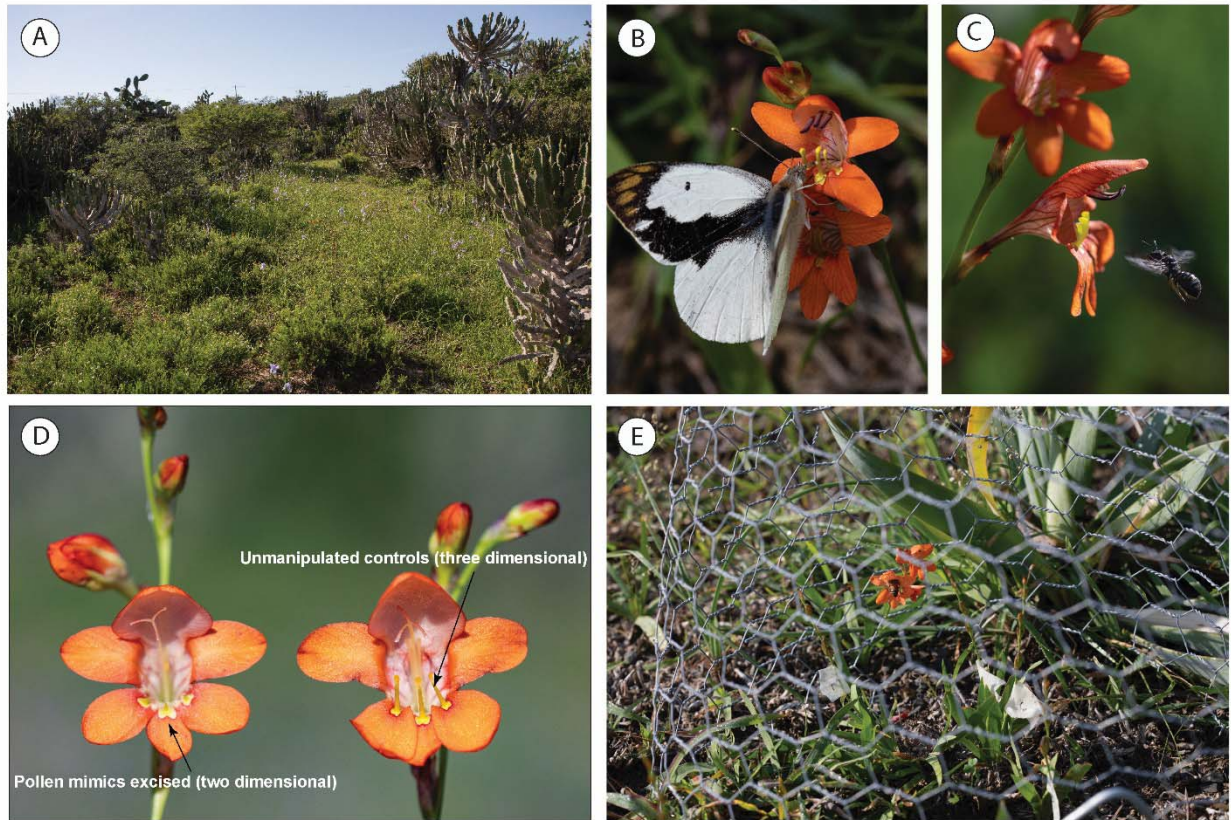 A
B
C
D
Unmanipulated controls (three dimensional)
Pollen mimics excised (two dimensional)
E